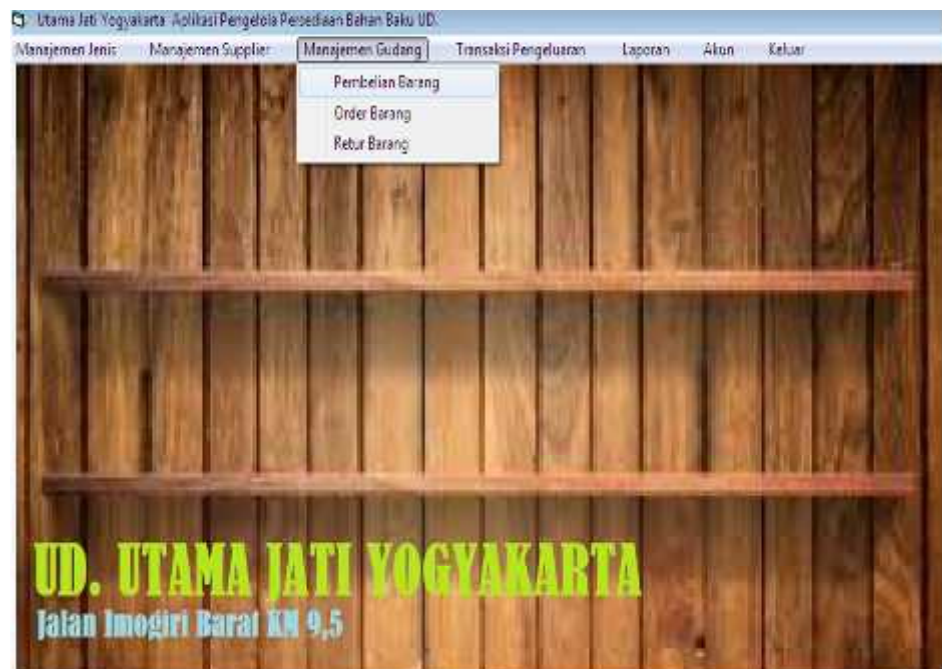 Utama Jati Yogyakarta Aplikasi Pengelola Persediaan Bahan Baku UD.
Manajemen Jenis Manajemen Supplier Manajemen Gudang Transaksi Pengeluaran Laporan Akun Keluar
Pembelian Barang
Order Barang
Retur Barang
UD. UTAMA JATI YOGYAKARTA
Jalan Imogiri Barat KM 9,5